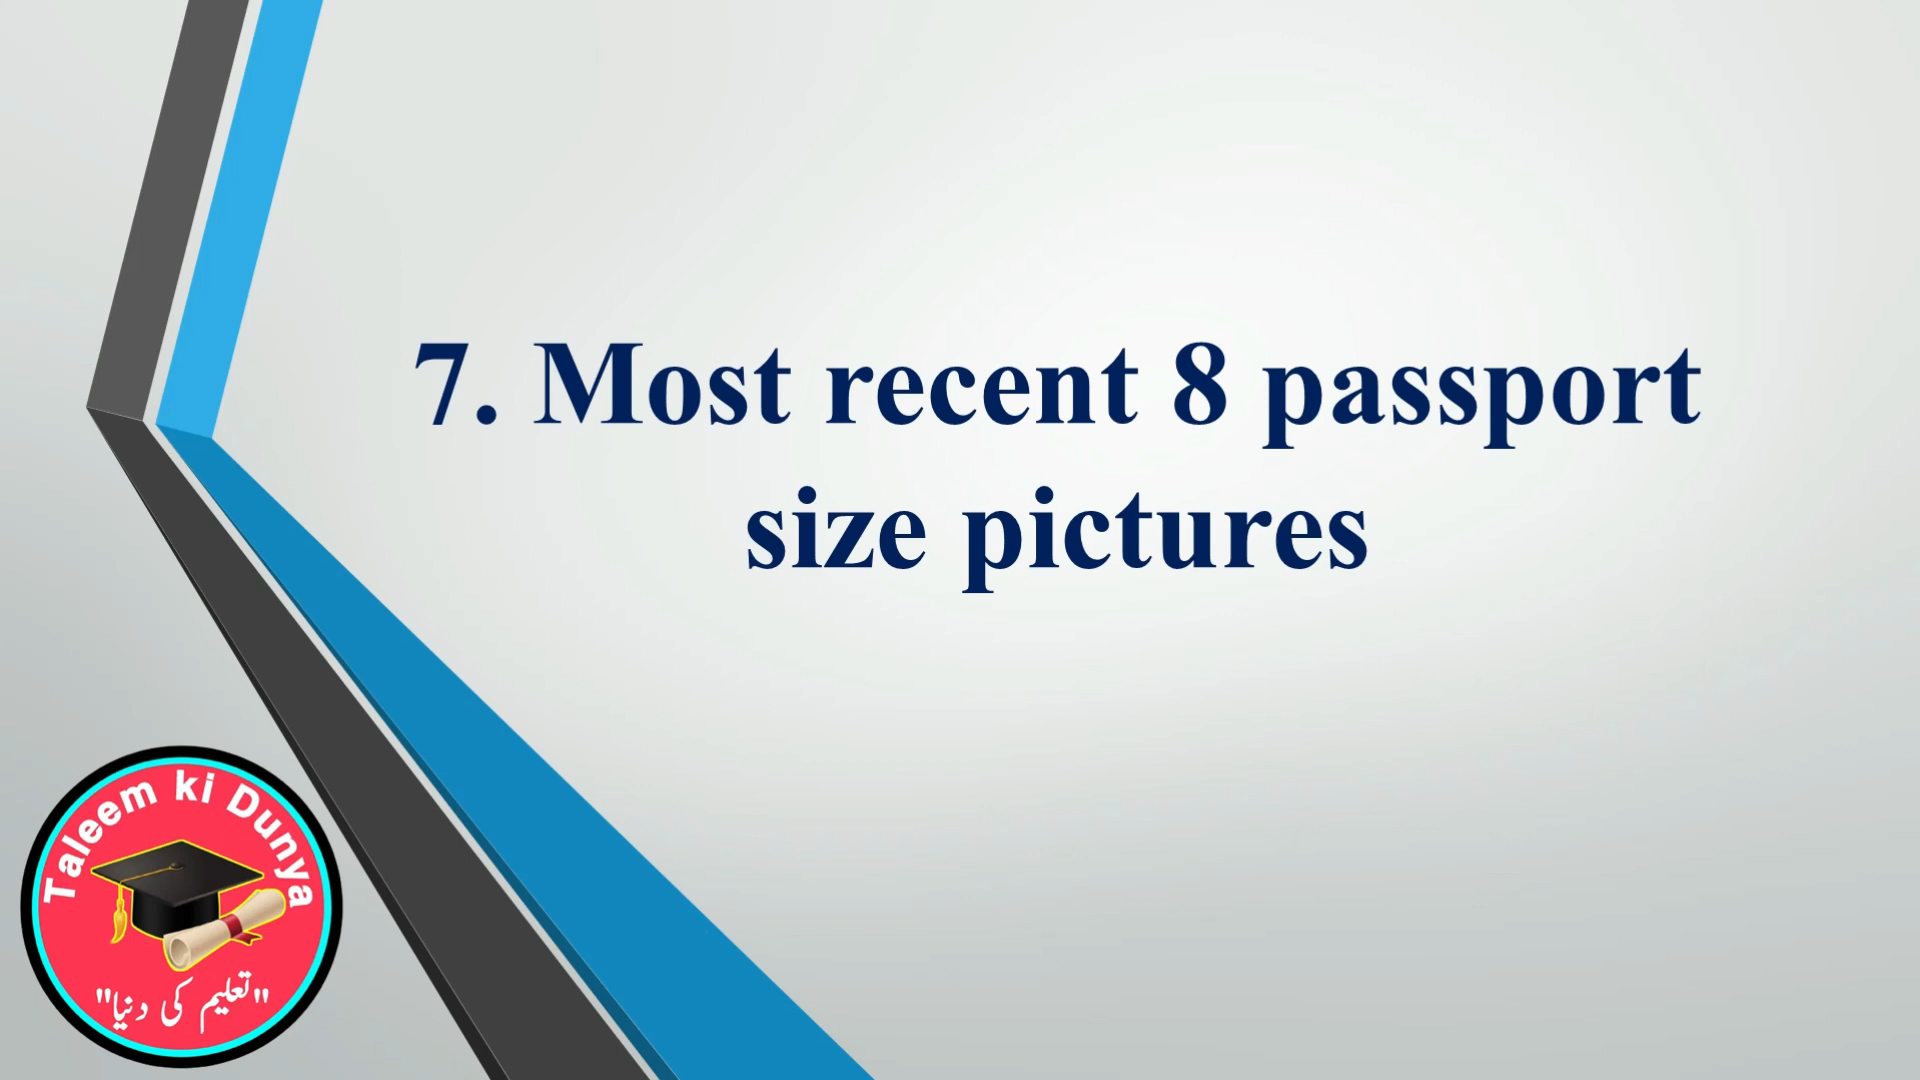 7. Most recent 8 passport
size pictures
Taleem ki Dunya
"تعلیم کی دنیا"